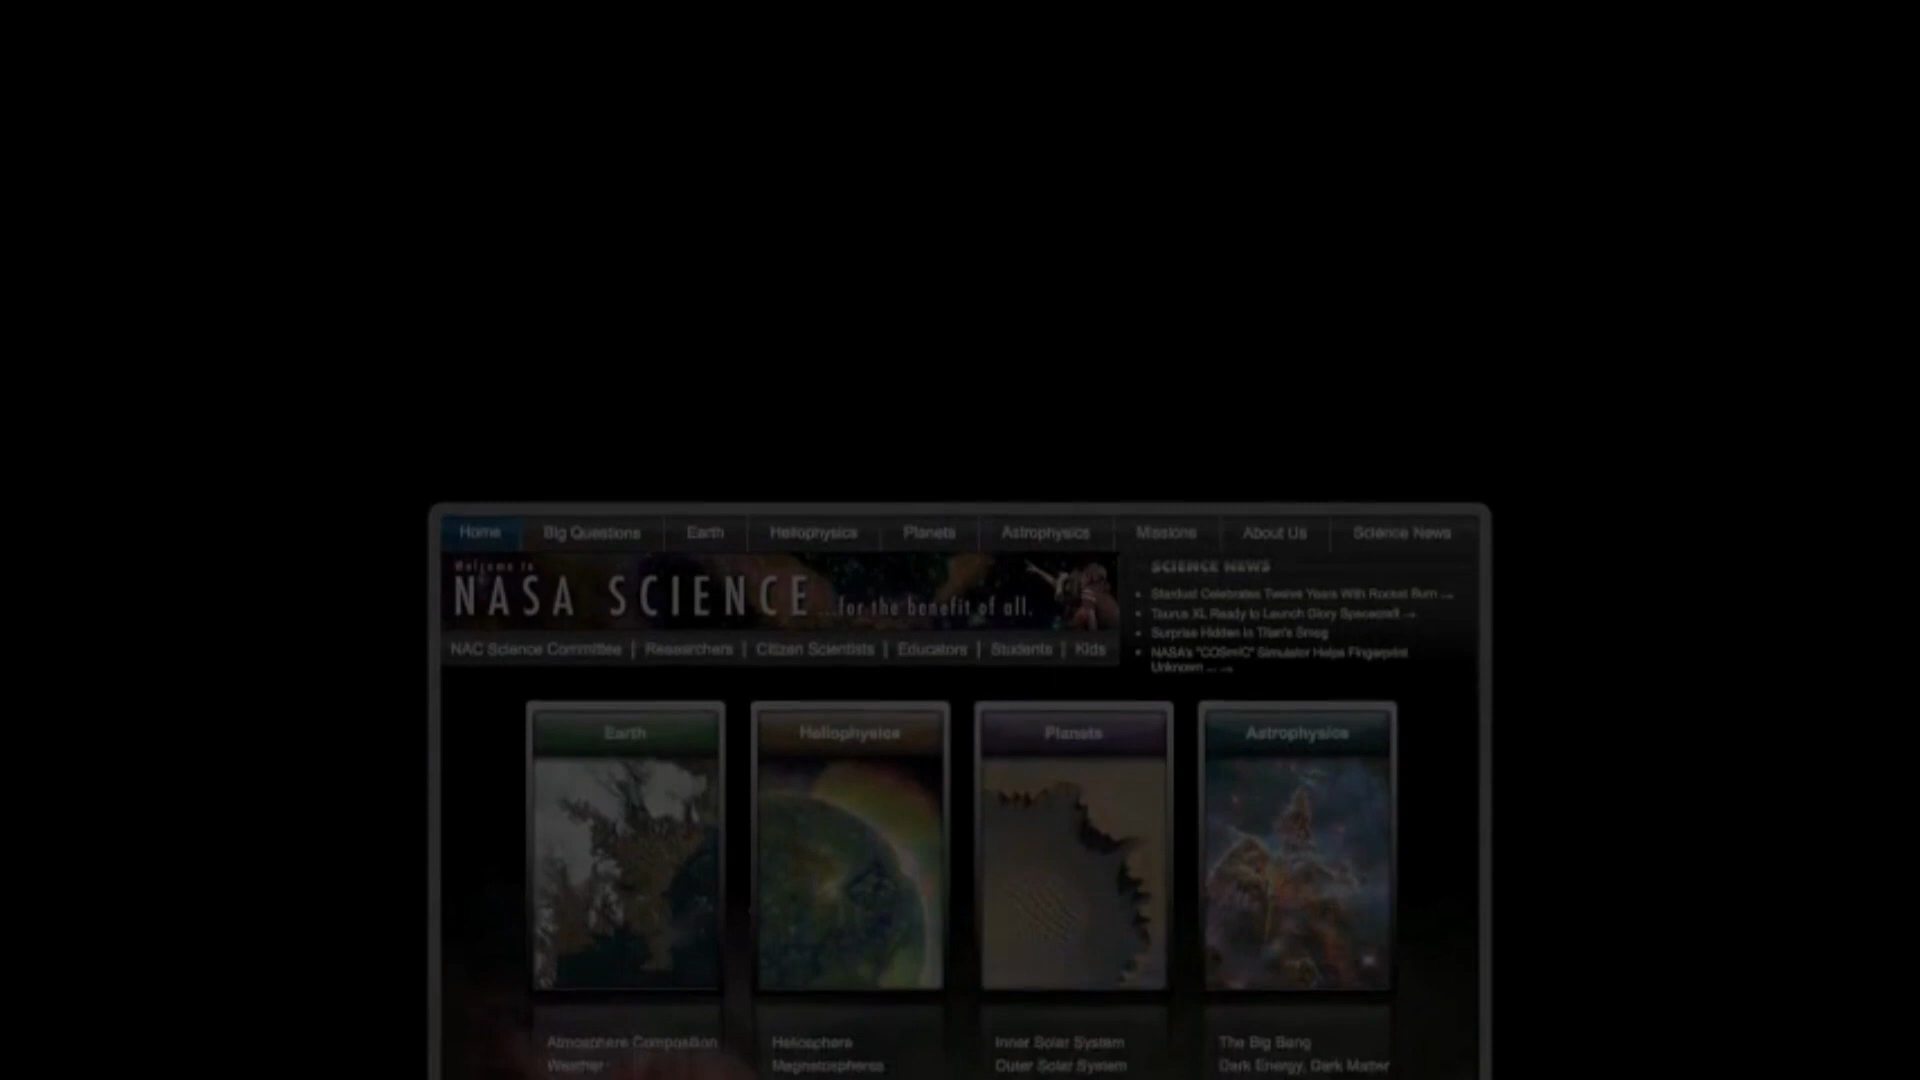 Home Big Questions Earth Heliophysics Planets Astrophysics Missions About Us Science News
Welcome to
NASA SCIENCE ...for the benefit of all.
NAC Science Committee | Researchers | Citizen Scientists | Educators | Students | Kids
SCIENCE NEWS
• Stardust Celebrates Twelve Years With Rocket Burn ... →
• Taurus XL Ready to Launch Glory Spacecraft →
• Surprise Hidden in Titan's Smog
• NASA's "COSmIC" Simulator Helps Fingerprint
Unknown ... →
Earth Heliophysics Planets Astrophysics
Atmosphere Composition Heliosphere Inner Solar System The Big Bang
Weather Magnetospheres Outer Solar System Dark Energy, Dark Matter